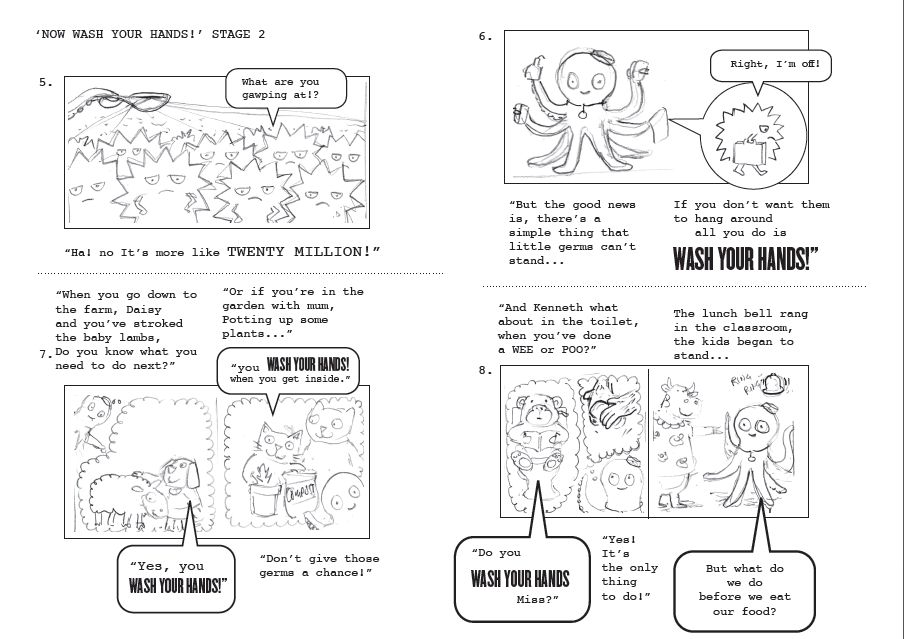 'NOW WASH YOUR HANDS!' STAGE 2
5.
What are you
gawping at!?
"Ha! no It's more like TWENTY MILLION!"
6.
Right, I'm off!
"But the good news
is, there's a
simple thing that
little germs can't
stand...
If you don't want them
to hang around
all you do is
WASH YOUR HANDS!"
"When you go down to
the farm, Daisy
and you've stroked
the baby lambs,
7. Do you know what you
need to do next?"
"Or if you're in the
garden with mum,
Potting up some
plants..."
"you WASH YOUR HANDS!
when you get inside."
COMPOST
"Yes, you
WASH YOUR HANDS!"
"Don't give those
germs a chance!"
"And Kenneth what
about in the toilet,
when you've done
a WEE or POO?"
The lunch bell rang
in the classroom,
the kids began to
stand...
8.
RING
RING
"Do you
WASH YOUR HANDS
Miss?"
"Yes!
It's
the only
thing
to do!"
But what do
we do
before we eat
our food?